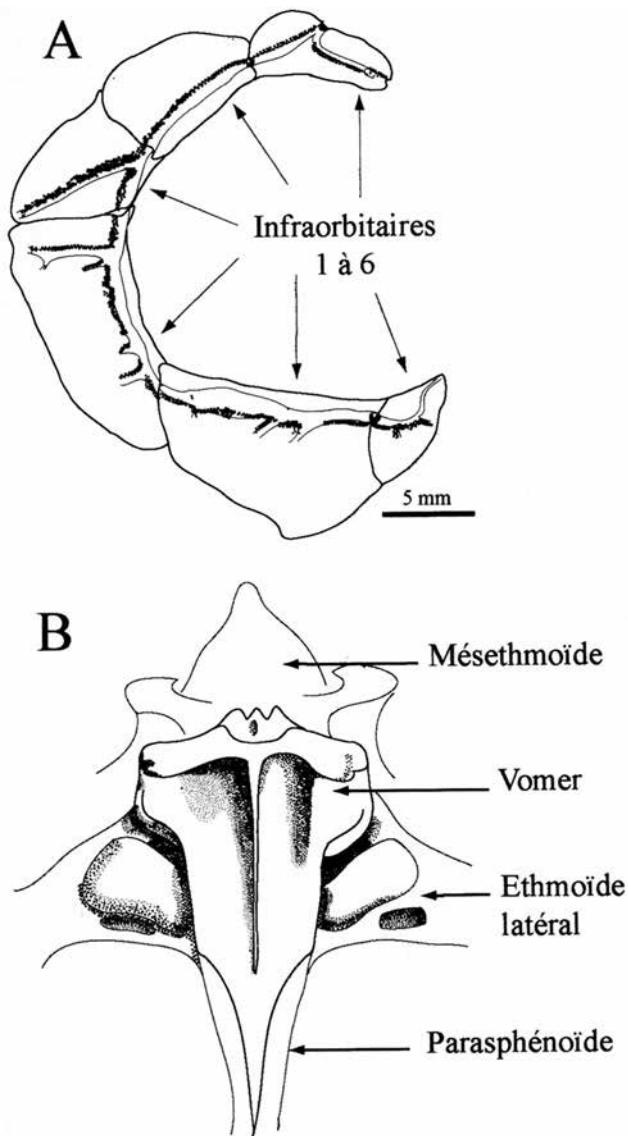 A
Infraorbitaires
1 à 6
5 mm
B
Mésethmoïde
Vomer
Ethmoïde
latéral
Parasphénoïde